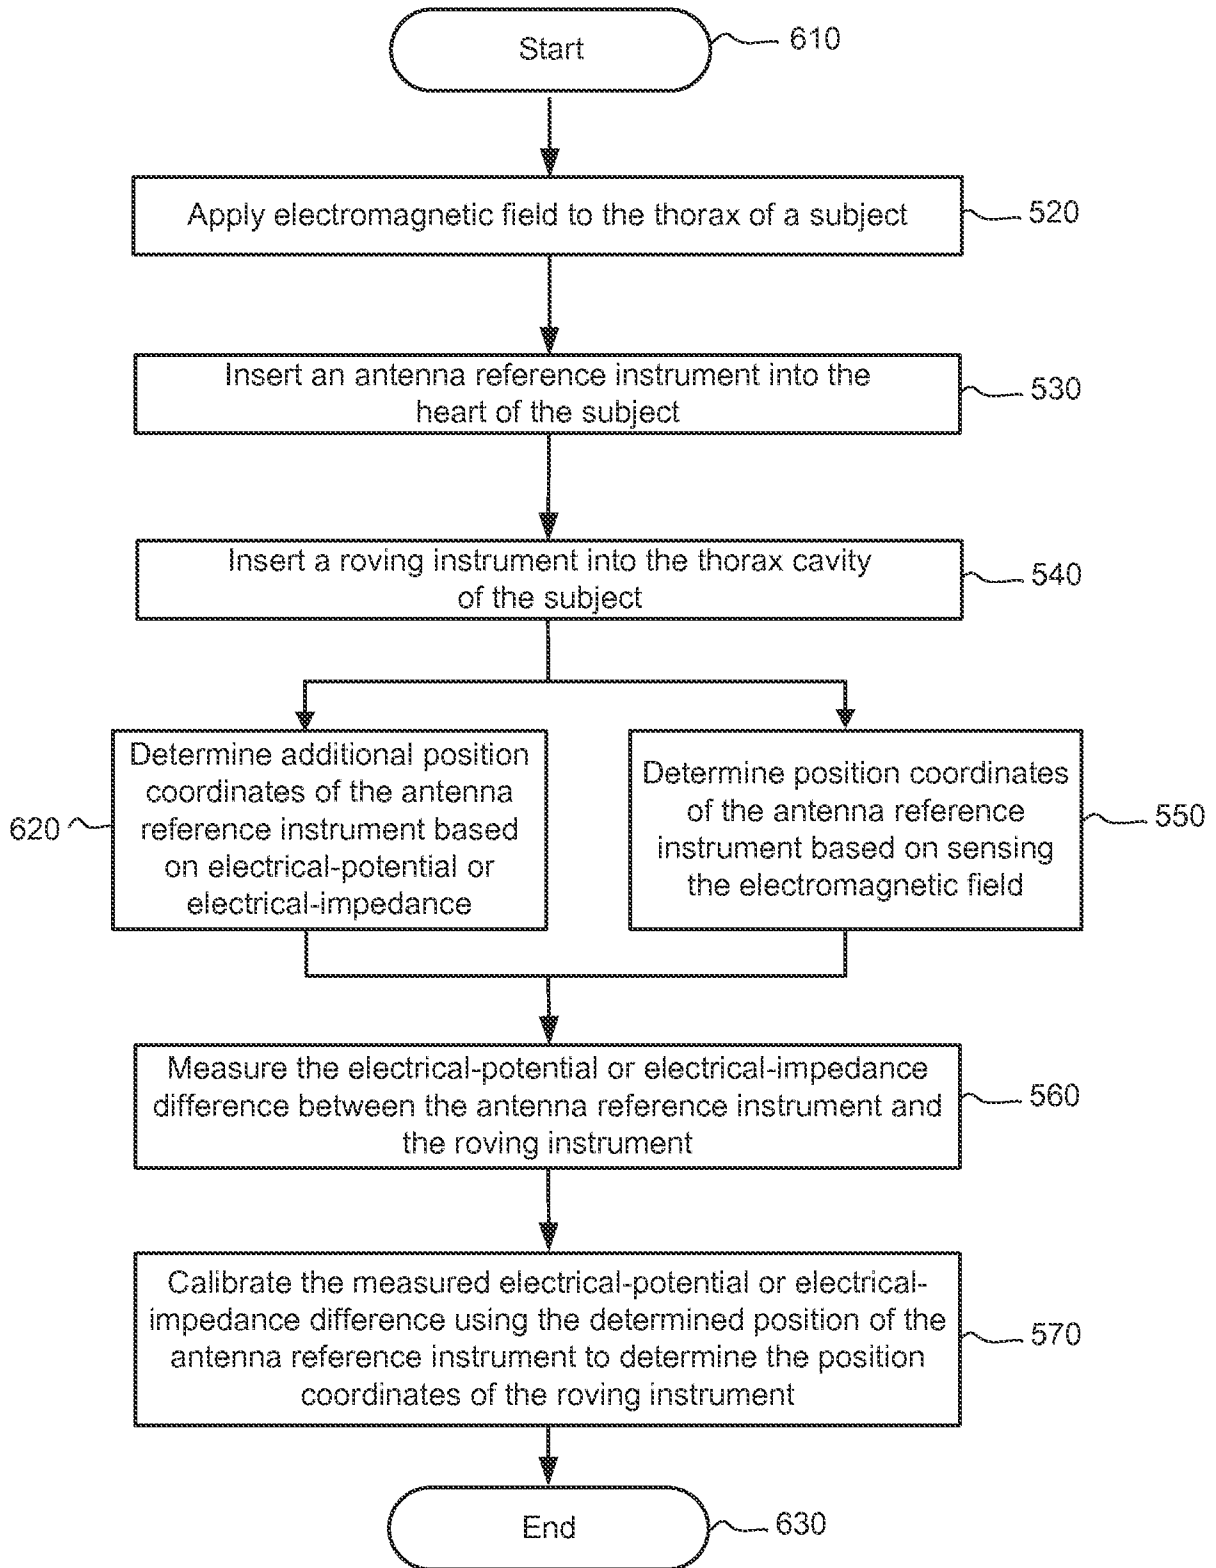 Start
610
Apply electromagnetic field to the thorax of a subject
520
Insert an antenna reference instrument into the
heart of the subject
530
Insert a roving instrument into the thorax cavity
of the subject
540
Determine additional position
coordinates of the antenna
reference instrument based
on electrical-potential or
electrical-impedance
620
Determine position coordinates
of the antenna reference
instrument based on sensing
the electromagnetic field
550
Measure the electrical-potential or electrical-impedance
difference between the antenna reference instrument and
the roving instrument
560
Calibrate the measured electrical-potential or electrical-
impedance difference using the determined position of the
antenna reference instrument to determine the position
coordinates of the roving instrument
570
End
630